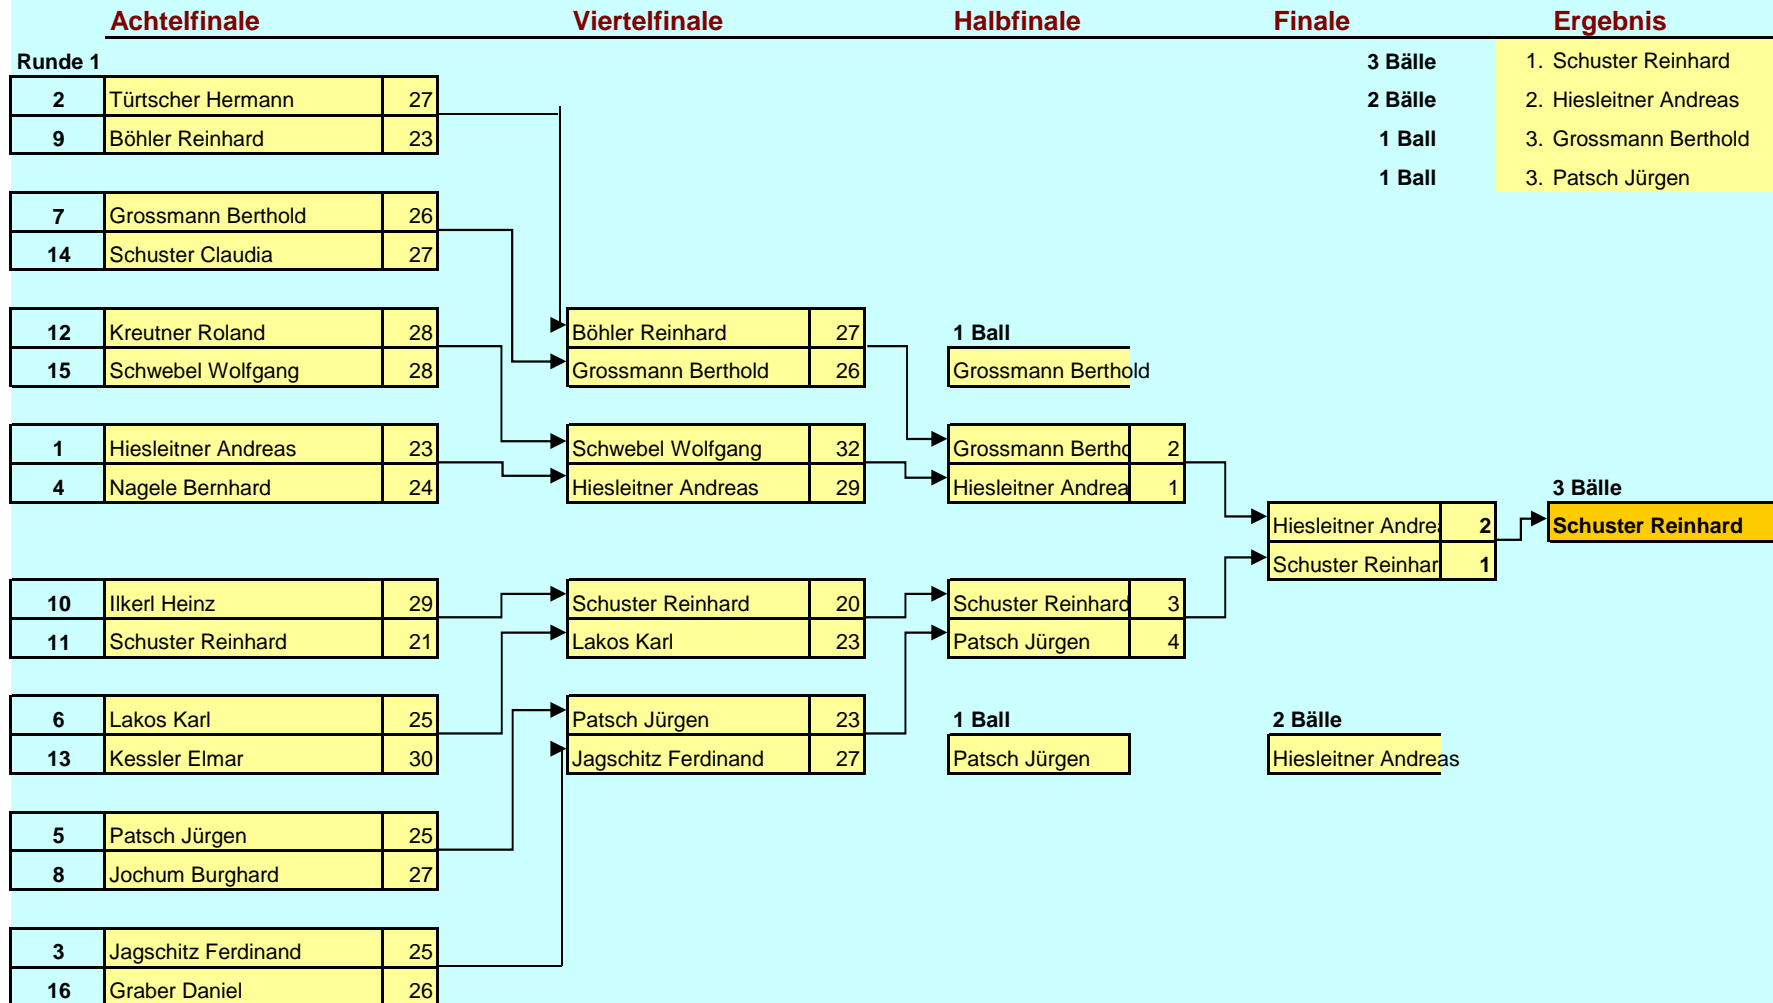 Achtelfinale Viertelfinale Halbfinale Finale Ergebnis
Runde 1 3 Bälle 1. Schuster Reinhard
2 Türtscher Hermann 27 2 Bälle 2. Hiesleitner Andreas
9 Böhler Reinhard 23 1 Ball 3. Grossmann Berthold
1 Ball 3. Patsch Jürgen
7 Grossmann Berthold 26
14 Schuster Claudia 27
12 Kreutner Roland 28 Böhler Reinhard 27 1 Ball
15 Schwebel Wolfgang 28 Grossmann Berthold 26 Grossmann Berthold
1 Hiesleitner Andreas 23 Schwebel Wolfgang 32 Grossmann Bertho 2
4 Nagele Bernhard 24 Hiesleitner Andreas 29 Hiesleitner Andrea 1 3 Bälle
Hiesleitner Andrea 2 Schuster Reinhard
Schuster Reinhar 1
10 Ilkerl Heinz 29 Schuster Reinhard 20 Schuster Reinhard 3
11 Schuster Reinhard 21 Lakos Karl 23 Patsch Jürgen 4
6 Lakos Karl 25 Patsch Jürgen 23 1 Ball 2 Bälle
13 Kessler Elmar 30 Jagschitz Ferdinand 27 Patsch Jürgen Hiesleitner Andreas
5 Patsch Jürgen 25
8 Jochum Burghard 27
3 Jagschitz Ferdinand 25
16 Graber Daniel 26